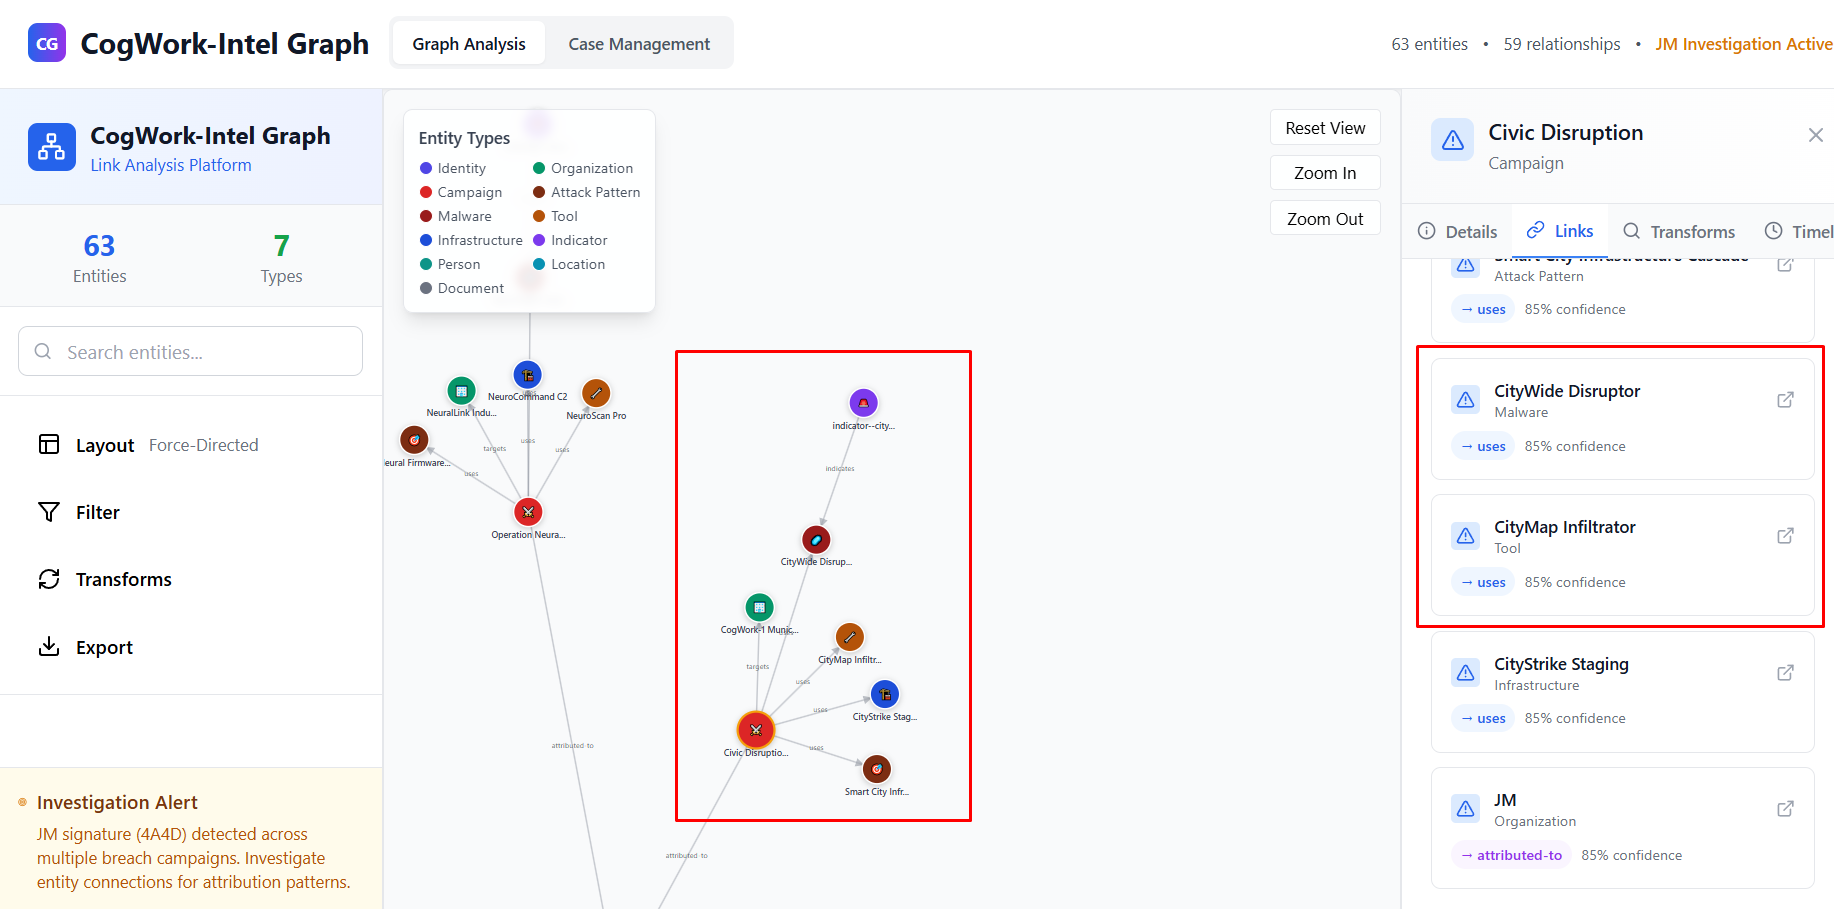 CG CogWork-Intel Graph
Graph Analysis
Case Management
63 entities • 59 relationships • JM Investigation Active
CogWork-Intel Graph
Link Analysis Platform
63
Entities
7
Types
Search entities...
Layout Force-Directed
Filter
Transforms
Export
Investigation Alert
JM signature (4A4D) detected across
multiple breach campaigns. Investigate
entity connections for attribution patterns.
Entity Types
Identity
Organization
Campaign
Attack Pattern
Malware
Tool
Infrastructure
Indicator
Person
Location
Document
Reset View
Zoom In
Zoom Out
NeuralLink Indu...
NeuroCommand C2
NeuroScan Pro
eural Firmware...
targets
uses
uses
uses
Operation Neura...
attributed-to
indicator--city...
indicates
CityWide Disrup...
CogWork-1 Munic...
CityMap Infiltr...
targets
uses
CityStrike Stag...
uses
Civic Disruptio...
uses
Smart City Infr...
attributed-to
Civic Disruption
Campaign
Details
Links
Transforms
Timel
Smart City Infrastructure Cascade
Attack Pattern
→ uses 85% confidence
CityWide Disruptor
Malware
→ uses 85% confidence
CityMap Infiltrator
Tool
→ uses 85% confidence
CityStrike Staging
Infrastructure
→ uses 85% confidence
JM
Organization
→ attributed-to 85% confidence